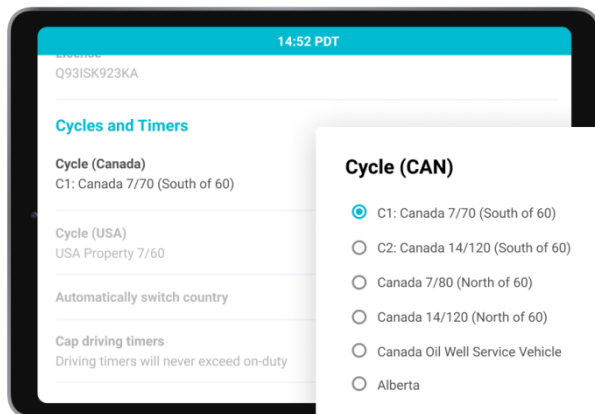 14:52 PDT
License
Q93ISK923KA
Cycles and Timers
Cycle (Canada)
C1: Canada 7/70 (South of 60)
Cycle (USA)
USA Property 7/60
Automatically switch country
Cap driving timers
Driving timers will never exceed on-duty
Cycle (CAN)
C1: Canada 7/70 (South of 60)
C2: Canada 14/120 (South of 60)
Canada 7/80 (North of 60)
Canada 14/120 (North of 60)
Canada Oil Well Service Vehicle
Alberta